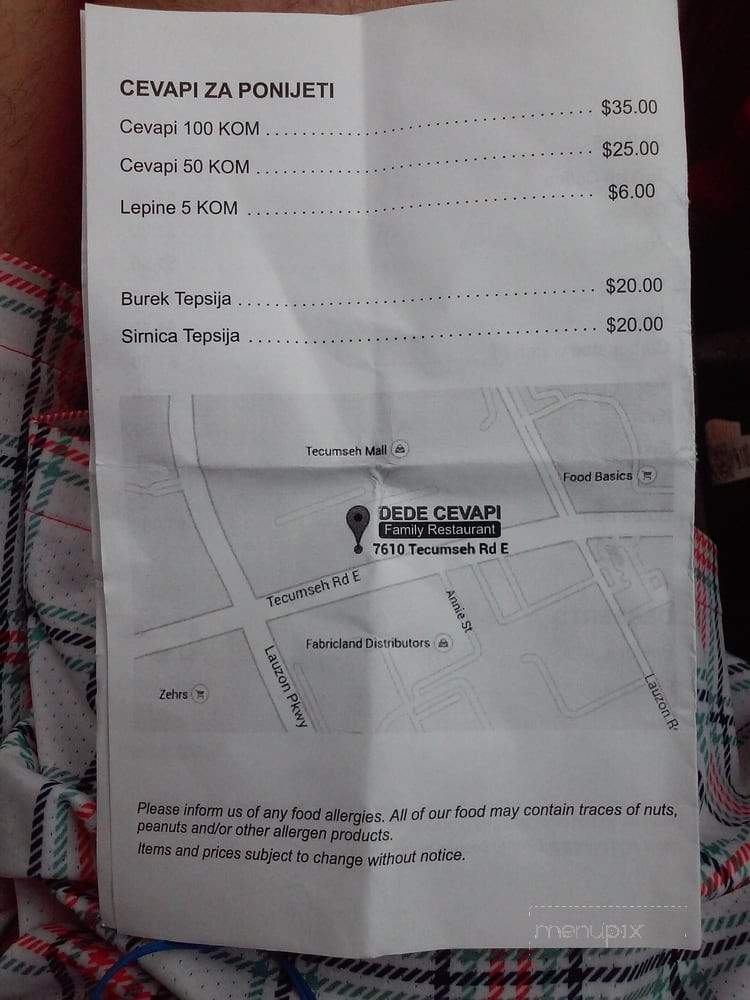 CEVAPI ZA PONIJETI
Cevapi 100 KOM ........................................ $35.00
Cevapi 50 KOM ........................................ $25.00
Lepine 5 KOM ........................................ $6.00
Burek Tepsija ........................................ $20.00
Sirnica Tepsija ........................................ $20.00
Tecumseh Mall
Food Basics
DEDE CEVAPI
Family Restaurant
7610 Tecumseh Rd E
Tecumseh Rd E
Annie St
Fabricland Distributors
Lauzon Pkwy
Zehrs
Lauzon R
Please inform us of any food allergies. All of our food may contain traces of nuts,
peanuts and/or other allergen products.
Items and prices subject to change without notice.
menupix